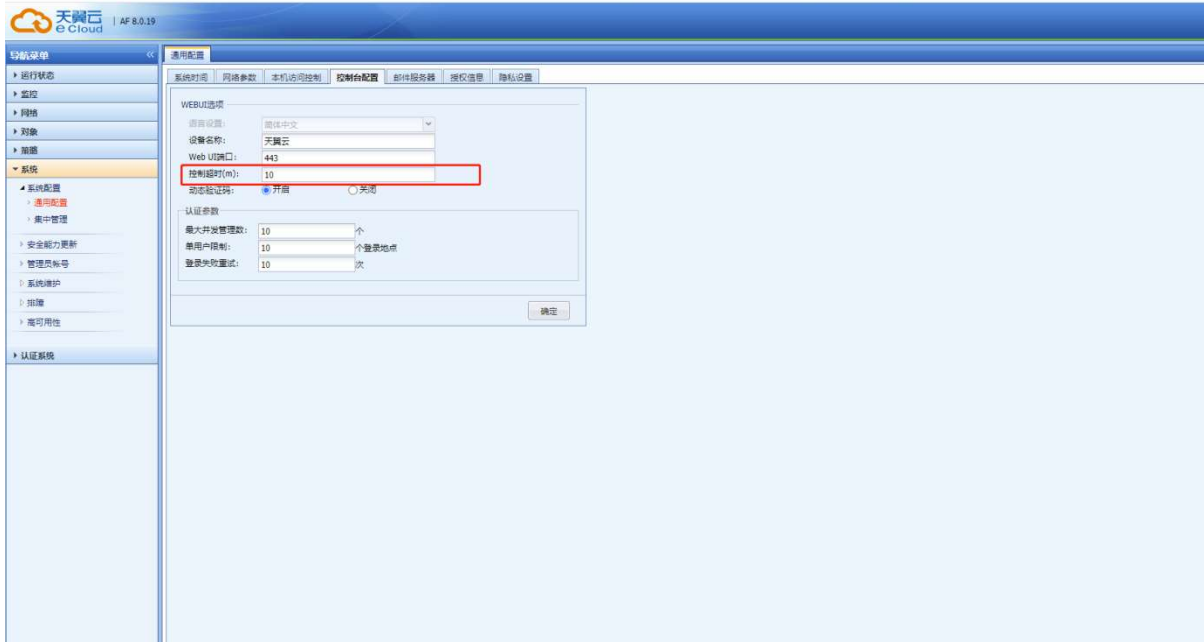 天翼云 e Cloud | AF 8.0.19
导航菜单 «
运行状态
监控
网络
对象
策略
系统
系统配置
通用配置
集中管理
安全能力更新
管理员帐号
系统维护
排障
高可用性
认证系统
通用配置
系统时间 网络参数 本机访问控制 控制台配置 邮件服务器 授权信息 隐私设置
WEBUI选项
语言设置: 简体中文
设备名称: 天翼云
Web UI端口: 443
控制超时(m): 10
动态验证码: 开启 关闭
认证参数
最大并发管理数: 10 个
单用户限制: 10 个登录地点
登录失败重试: 10 次
确定